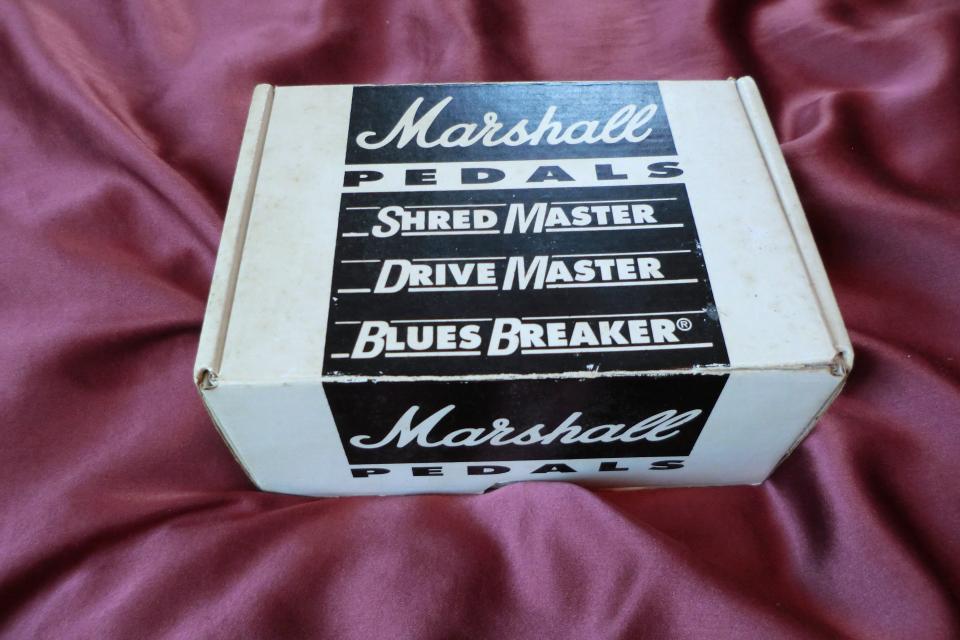 Marshall
PEDALS
SHRED MASTER
DRIVE MASTER
BLUES BREAKER®
Marshall
PEDALS